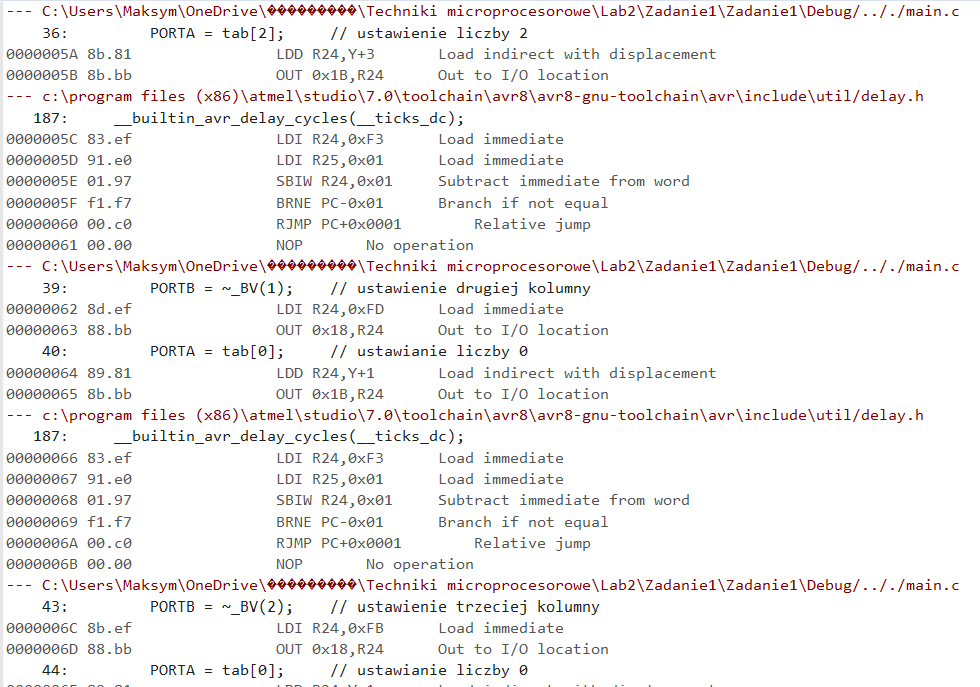 --- C:\Users\Maksym\OneDrive\����������\Techniki microprocesorowe\Lab2\Zadanie1\Zadanie1\Debug/.././main.c
36: PORTA = tab[2]; // ustawienie liczby 2
0000005A 8b.81 LDD R24,Y+3 Load indirect with displacement
0000005B 8b.bb OUT 0x1B,R24 Out to I/O location
--- c:\program files (x86)\atmel\studio\7.0\toolchain\avr8\avr8-gnu-toolchain\avr\include\util/delay.h
187: __builtin_avr_delay_cycles(__ticks_dc);
0000005C 83.ef LDI R24,0xF3 Load immediate
0000005D 91.e0 LDI R25,0x01 Load immediate
0000005E 01.97 SBIW R24,0x01 Subtract immediate from word
0000005F f1.f7 BRNE PC-0x01 Branch if not equal
00000060 00.c0 RJMP PC+0x0001 Relative jump
00000061 00.00 NOP No operation
--- C:\Users\Maksym\OneDrive\����������\Techniki microprocesorowe\Lab2\Zadanie1\Zadanie1\Debug/.././main.c
39: PORTB = ~_BV(1); // ustawienie drugiej kolumny
00000062 8d.ef LDI R24,0xFD Load immediate
00000063 88.bb OUT 0x18,R24 Out to I/O location
40: PORTA = tab[0]; // ustawianie liczby 0
00000064 89.81 LDD R24,Y+1 Load indirect with displacement
00000065 8b.bb OUT 0x1B,R24 Out to I/O location
--- c:\program files (x86)\atmel\studio\7.0\toolchain\avr8\avr8-gnu-toolchain\avr\include\util/delay.h
187: __builtin_avr_delay_cycles(__ticks_dc);
00000066 83.ef LDI R24,0xF3 Load immediate
00000067 91.e0 LDI R25,0x01 Load immediate
00000068 01.97 SBIW R24,0x01 Subtract immediate from word
00000069 f1.f7 BRNE PC-0x01 Branch if not equal
0000006A 00.c0 RJMP PC+0x0001 Relative jump
0000006B 00.00 NOP No operation
--- C:\Users\Maksym\OneDrive\����������\Techniki microprocesorowe\Lab2\Zadanie1\Zadanie1\Debug/.././main.c
43: PORTB = ~_BV(2); // ustawienie trzeciej kolumny
0000006C 8b.ef LDI R24,0xFB Load immediate
0000006D 88.bb OUT 0x18,R24 Out to I/O location
44: PORTA = tab[0]; // ustawianie liczby 0